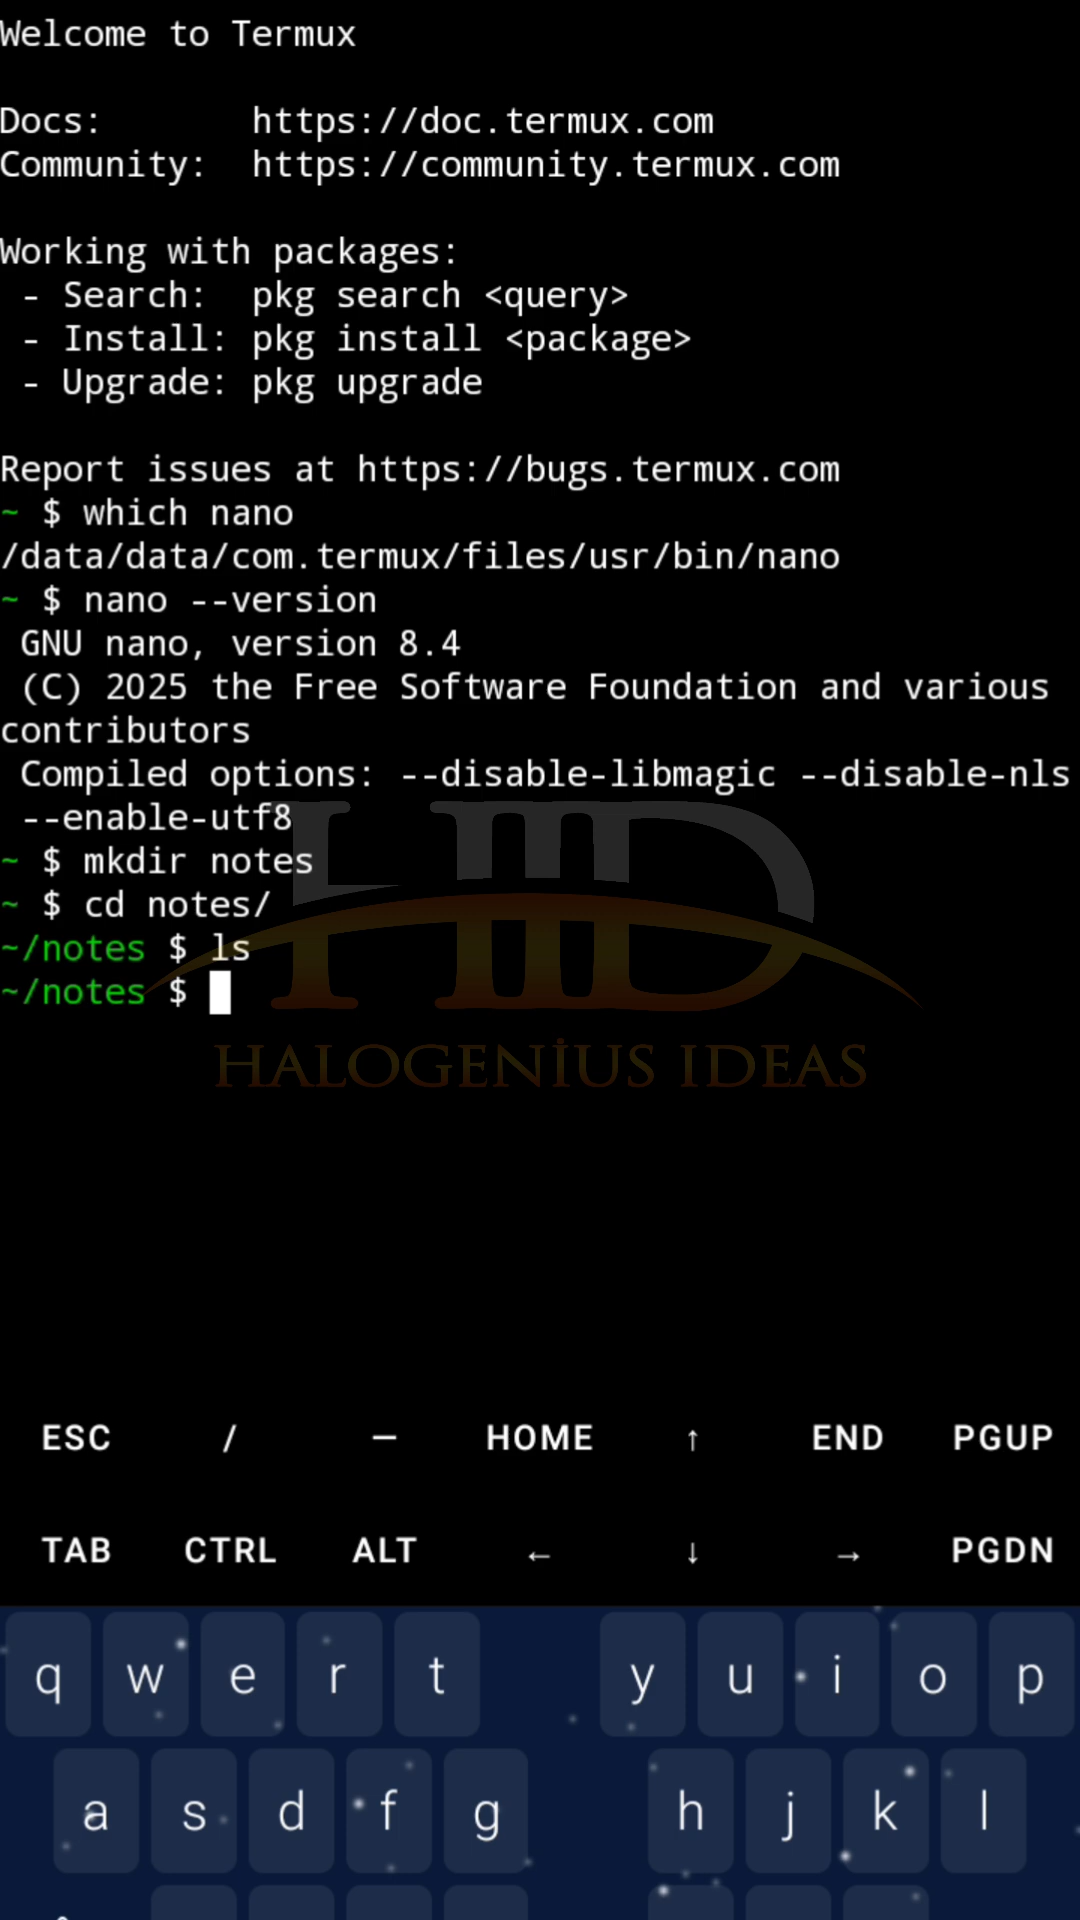 Welcome to Termux
Docs:       https://doc.termux.com
Community:  https://community.termux.com
Working with packages:
 - Search:  pkg search <query>
 - Install: pkg install <package>
 - Upgrade: pkg upgrade
Report issues at https://bugs.termux.com
~ $ which nano
/data/data/com.termux/files/usr/bin/nano
~ $ nano --version
 GNU nano, version 8.4
 (C) 2025 the Free Software Foundation and various
contributors
 Compiled options: --disable-libmagic --disable-nls
 --enable-utf8
~ $ mkdir notes
~ $ cd notes/
~/notes $ ls
~/notes $
HID
HALOGENİUS IDEAS
ESC / — HOME ↑ END PGUP
TAB CTRL ALT ← ↓ → PGDN
q w e r t y u i o p
a s d f g h j k l